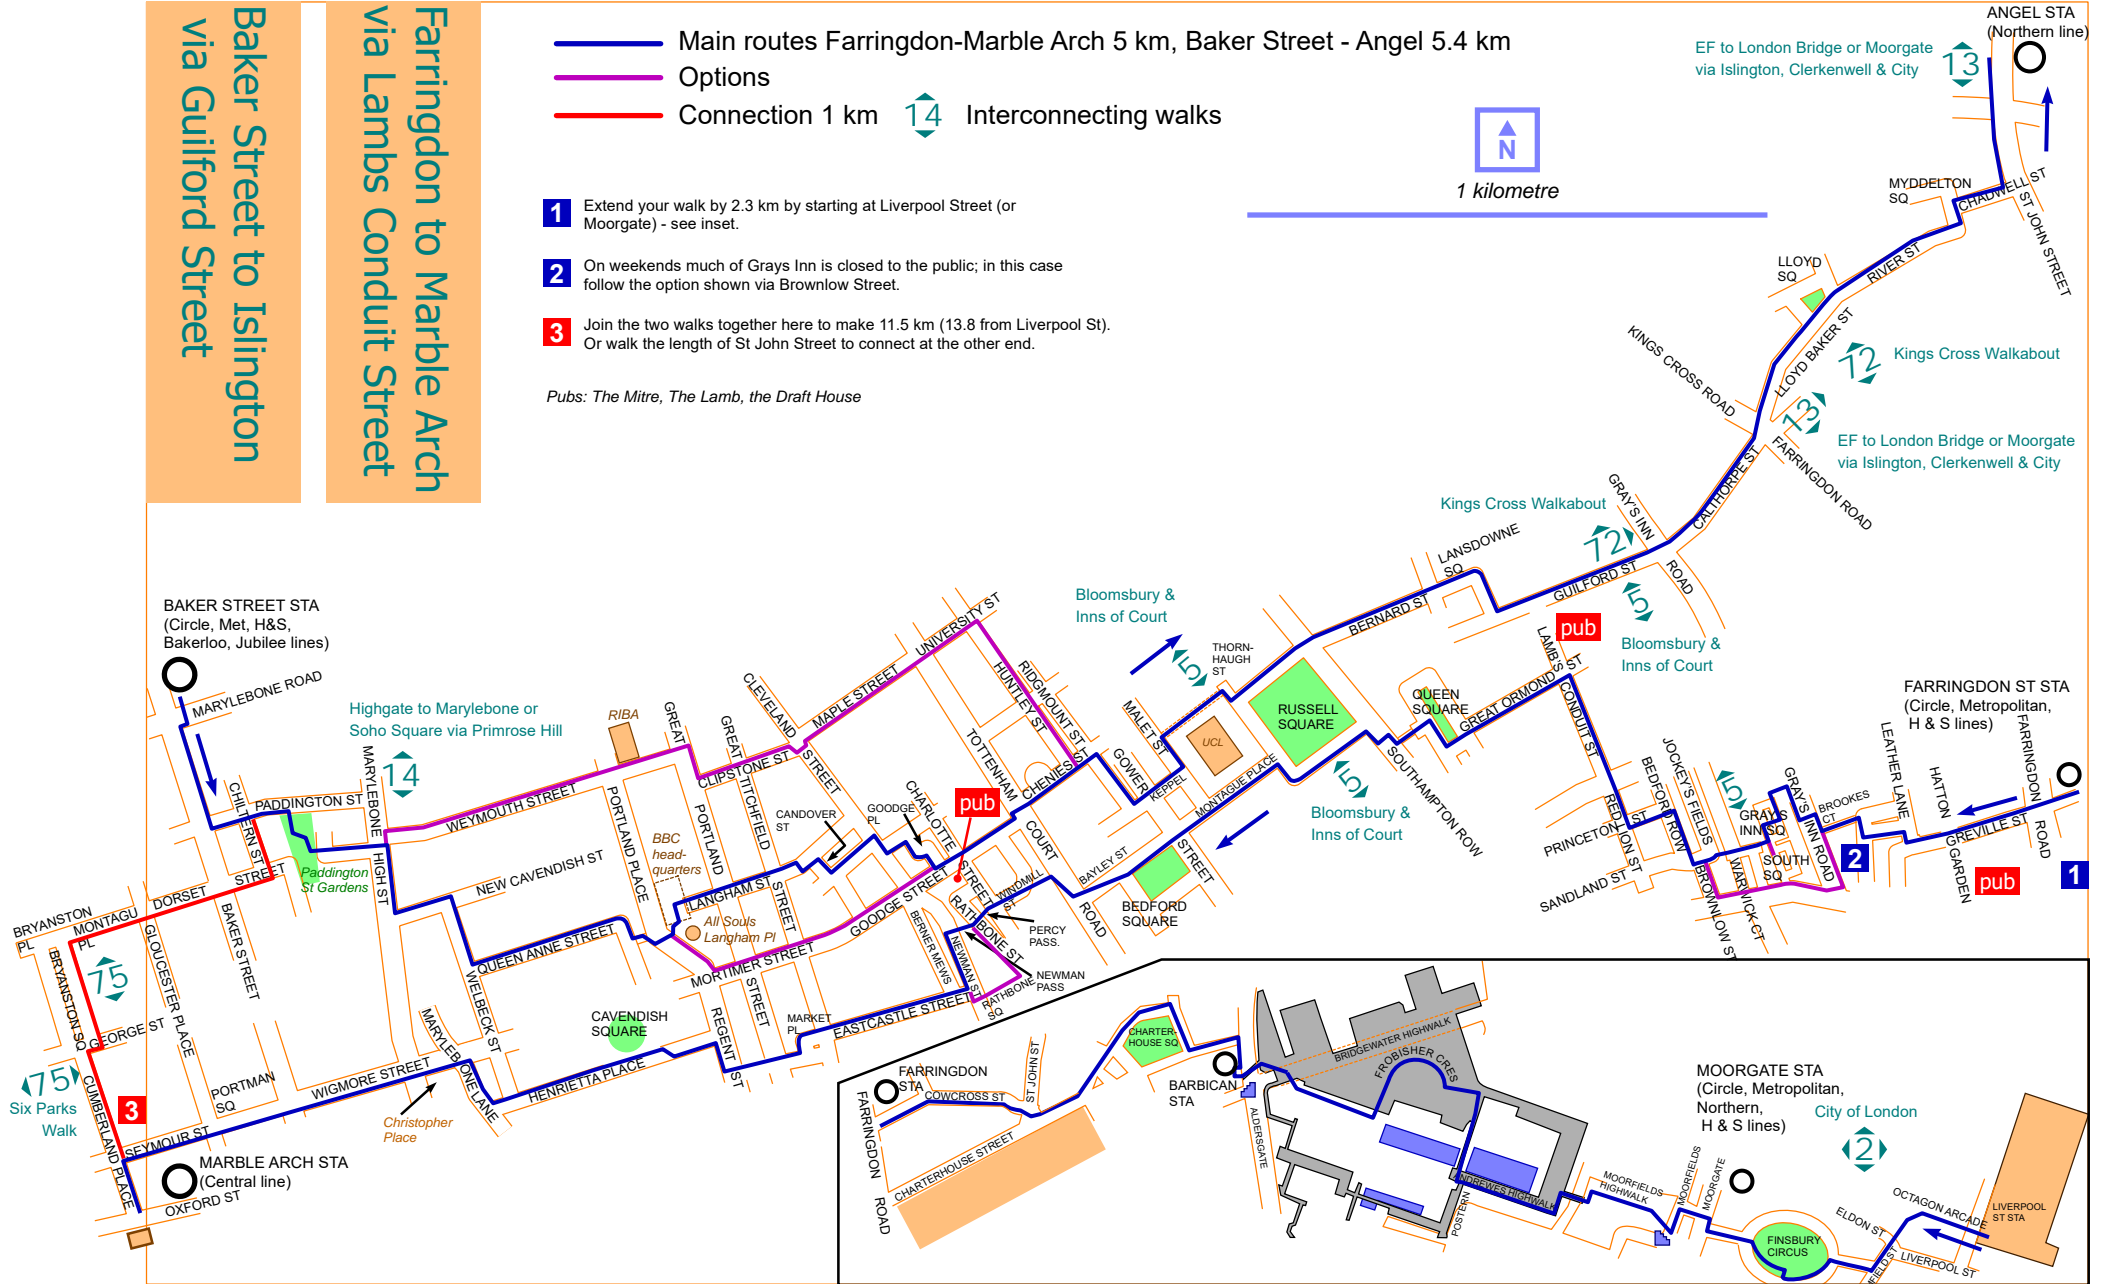 Baker Street to Islington
via Guilford Street
Farringdon to Marble Arch
via Lambs Conduit Street
Main routes Farringdon-Marble Arch 5 km, Baker Street - Angel 5.4 km
Options
Connection 1 km
14
Interconnecting walks
1
Extend your walk by 2.3 km by starting at Liverpool Street (or
Moorgate) - see inset.
2
On weekends much of Grays Inn is closed to the public; in this case
follow the option shown via Brownlow Street.
3
Join the two walks together here to make 11.5 km (13.8 from Liverpool St).
Or walk the length of St John Street to connect at the other end.
Pubs: The Mitre, The Lamb, the Draft House
N
1 kilometre
EF to London Bridge or Moorgate
via Islington, Clerkenwell & City
13
ANGEL STA
(Northern line)
MYDDELTON
SQ
CHADWELL ST
ST JOHN STREET
RIVER ST
LLOYD
SQ
LLOYD BAKER ST
KINGS CROSS ROAD
72
Kings Cross Walkabout
13
EF to London Bridge or Moorgate
via Islington, Clerkenwell & City
FARRINGDON ROAD
CALTHORPE ST
GRAY'S INN
ROAD
Kings Cross Walkabout
72
GUILFORD ST
5
Bloomsbury &
Inns of Court
LANSDOWNE
SQ
BERNARD ST
pub
LAMB'S
CONDUIT ST
GREAT ORMOND ST
QUEEN
SQUARE
RUSSELL
SQUARE
SOUTHAMPTON ROW
5
Bloomsbury &
Inns of Court
Bloomsbury &
Inns of Court
5
THORN-
HAUGH
ST
UCL
MALET ST
KEPPEL
MONTAGUE PLACE
GOWER
STREET
BEDFORD
SQUARE
BAYLEY ST
CHENIES ST
RIDGMOUNT ST
HUNTLEY ST
UNIVERSITY ST
MAPLE STREET
TOTTENHAM
COURT
ROAD
CLEVELAND
STREET
CLIPSTONE ST
GREAT
TITCHFIELD
STREET
GREAT
PORTLAND
STREET
RIBA
WEYMOUTH STREET
PORTLAND PLACE
NEW CAVENDISH ST
BBC
head-
quarters
LANGHAM ST
All Souls
Langham Pl
CANDOVER
ST
GOODGE
PL
CHARLOTTE
STREET
pub
WINDMILL
ST
GOODGE STREET
MORTIMER STREET
RATHBONE ST
PERCY
PASS.
NEWMAN
PASS
RATHBONE
SQ
NEWMAN ST
BERNER MEWS
EASTCASTLE STREET
MARKET
PL
REGENT ST
CAVENDISH
SQUARE
HENRIETTA PLACE
QUEEN ANNE STREET
WELBECK ST
MARYLEBONE LANE
Christopher
Place
WIGMORE STREET
PORTMAN
SQ
SEYMOUR ST
BAKER STREET STA
(Circle, Met, H&S,
Bakerloo, Jubilee lines)
MARYLEBONE ROAD
Highgate to Marylebone or
Soho Square via Primrose Hill
14
MARYLEBONE
HIGH ST
PADDINGTON ST
CHILTERN ST
Paddington
St Gardens
DORSET
STREET
MONTAGU
PL
BRYANSTON
PL
BAKER STREET
GLOUCESTER PLACE
75
BRYANSTON SQ
GEORGE ST
75
Six Parks
Walk
CUMBERLAND PLACE
3
MARBLE ARCH STA
(Central line)
OXFORD ST
FARRINGDON ST STA
(Circle, Metropolitan,
H & S lines)
FARRINGDON
ROAD
LEATHER LANE
HATTON
GARDEN
GREVILLE ST
BROOKES
CT
2
pub
1
GRAY'S
INN ROAD
GRAY'S
INN SQ
SOUTH
SQ
5
WARWICK CT
BROWNLOW ST
JOCKEY'S FIELDS
BEDFORD ROW
RED LION ST
PRINCETON ST
SANDLAND ST
FARRINGDON
STA
COWCROSS ST
ST JOHN ST
FARRINGDON
ROAD
CHARTERHOUSE STREET
CHARTER-
HOUSE SQ
BARBICAN
STA
ALDERSGATE
BRIDGEWATER HIGHWALK
FROBISHER CRES
ANDREWES HIGHWALK
POSTERN
MOORFIELDS
HIGHWALK
MOORFIELDS
MOORGATE
MOORGATE STA
(Circle, Metropolitan,
Northern,
H & S lines)
City of London
2
FINSBURY
CIRCUS
ELDON ST
OCTAGON ARCADE
LIVERPOOL ST
LIVERPOOL
ST STA